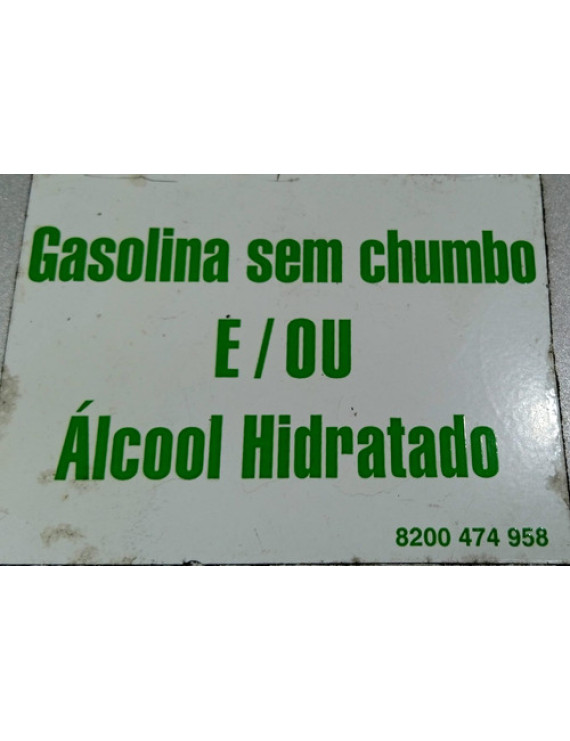 Gasolina sem chumbo
E / OU
Álcool Hidratado
8200 474 958